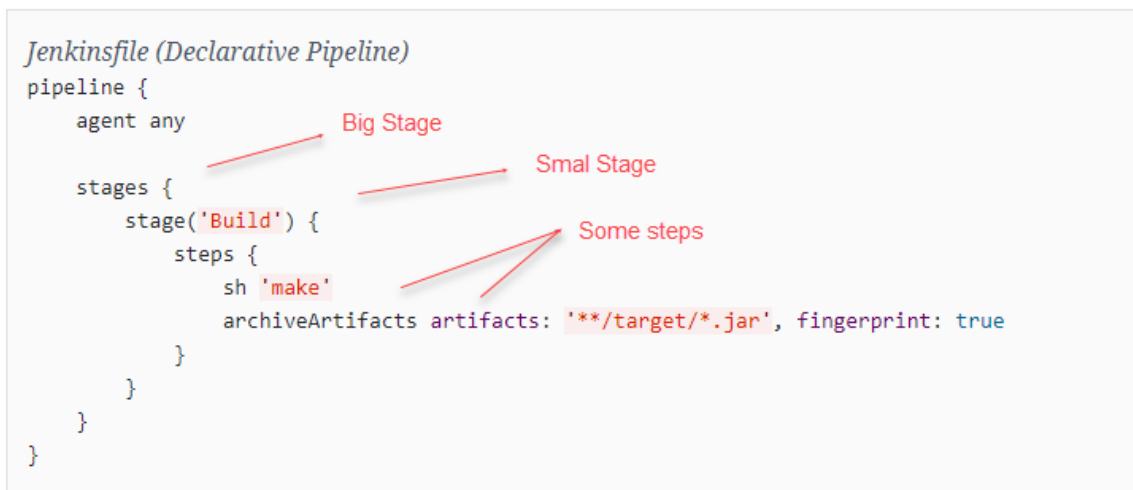 Jenkinsfile (Declarative Pipeline)
pipeline {
    agent any
Big Stage
Smal Stage
    stages {
        stage('Build') {
Some steps
            steps {
                sh 'make'
                archiveArtifacts artifacts: '**/target/*.jar', fingerprint: true
            }
        }
    }
}